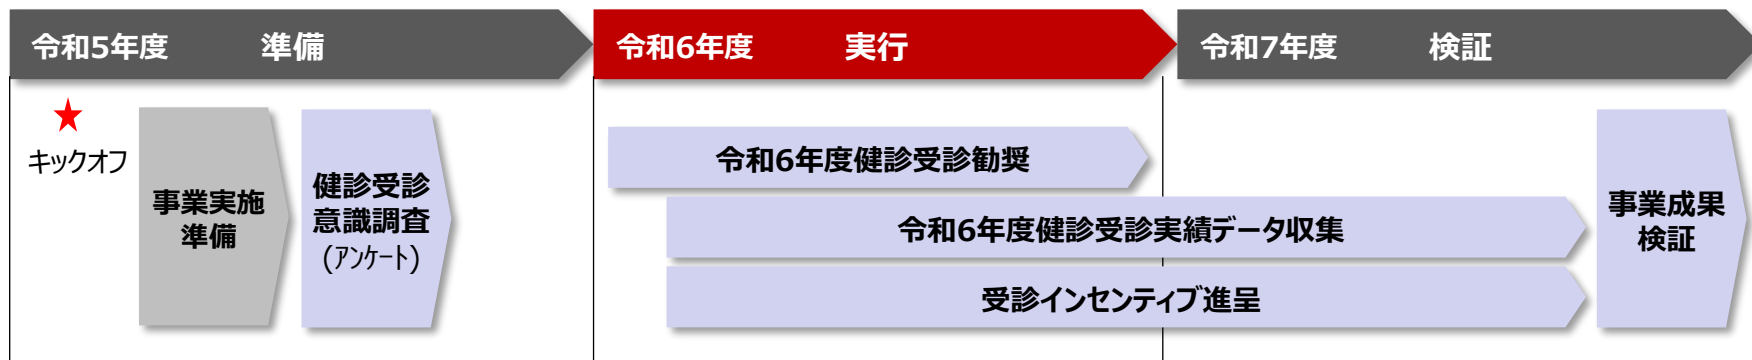 令和5年度 準備
令和6年度 実行
令和7年度 検証
キックオフ
事業実施
準備
健診受診
意識調査
(アンケート)
令和6年度健診受診勧奨
令和6年度健診受診実績データ収集
受診インセンティブ進呈
事業成果
検証